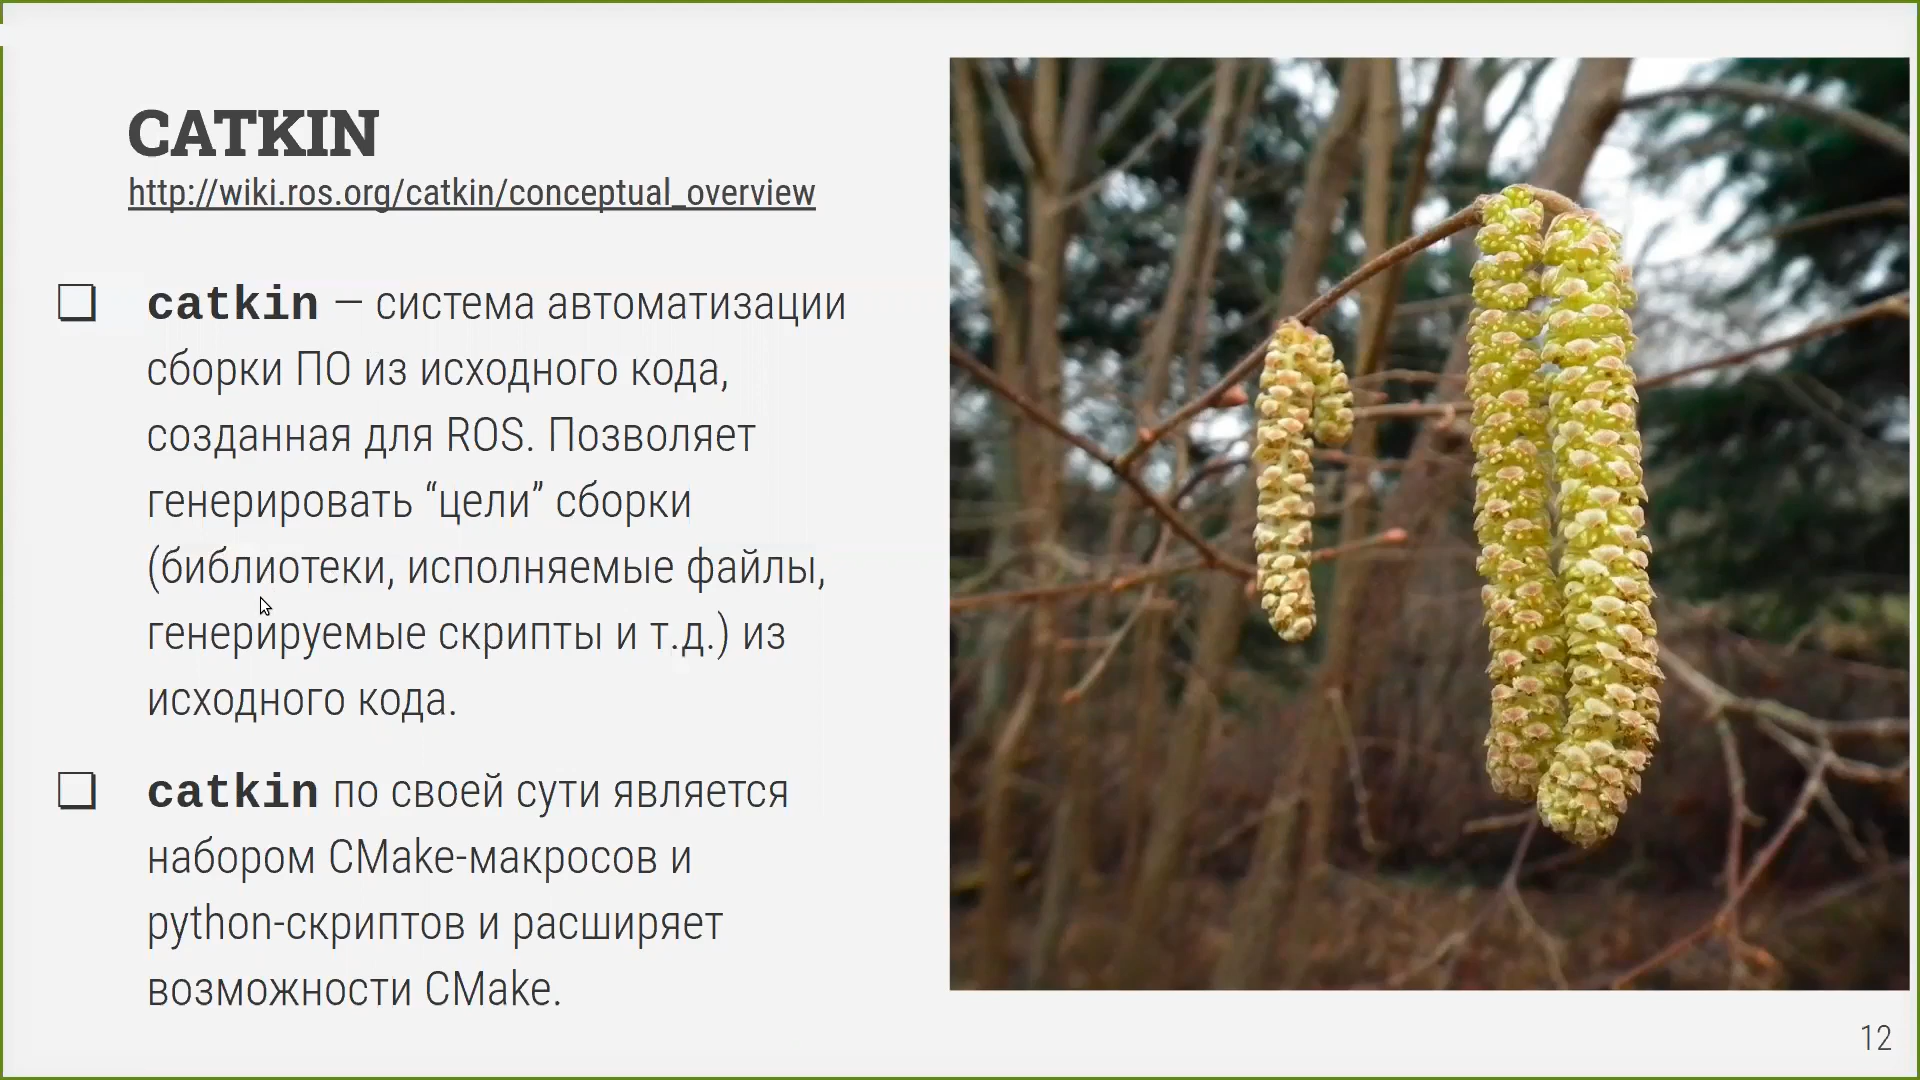 CATKIN
http://wiki.ros.org/catkin/conceptual_overview
❏ catkin — система автоматизации
сборки ПО из исходного кода,
созданная для ROS. Позволяет
генерировать “цели” сборки
(библиотеки, исполняемые файлы,
генерируемые скрипты и т.д.) из
исходного кода.
❏ catkin по своей сути является
набором CMake-макросов и
python-скриптов и расширяет
возможности CMake.
12